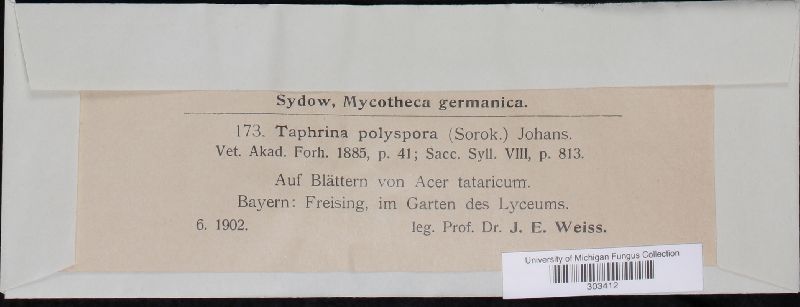 Sydow, Mycotheca germanica.
173. Taphrina polyspora (Sorok.) Johans.
Vet. Akad. Forh. 1885, p. 41; Sacc. Syll. VIII, p. 813.
Auf Blättern von Acer tataricum.
Bayern: Freising, im Garten des Lyceums.
6. 1902. leg. Prof. Dr. J. E. Weiss.
University of Michigan Fungus Collection
303412